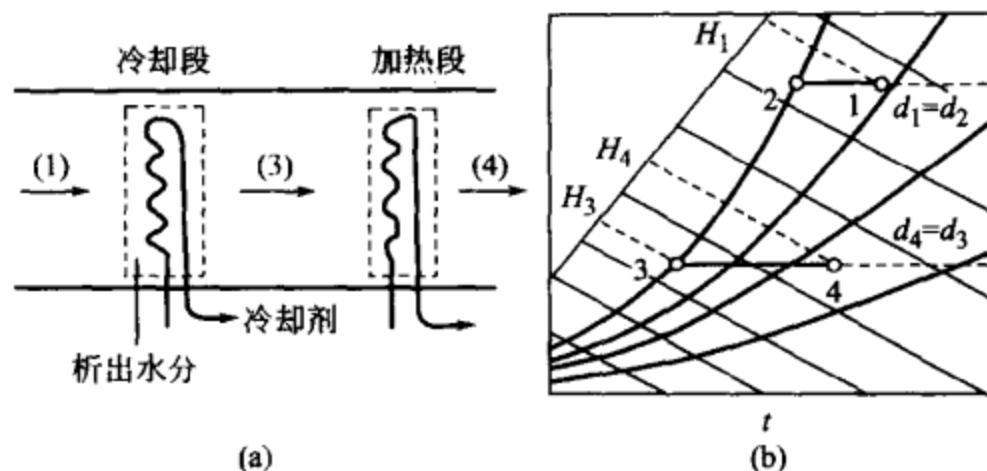 冷却段
加热段
(1)
(3)
(4)
冷却剂
析出水分
(a)
H₁
2
1
d₁=d₂
H₄
H₃
d₄=d₃
3
4
t
(b)